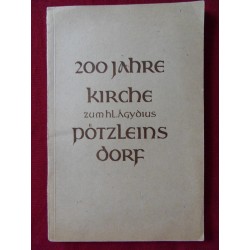 200 JAHRE
KIRCHE
ZUM HL. ÄGYDIUS
PÖTZLEINS
DORF